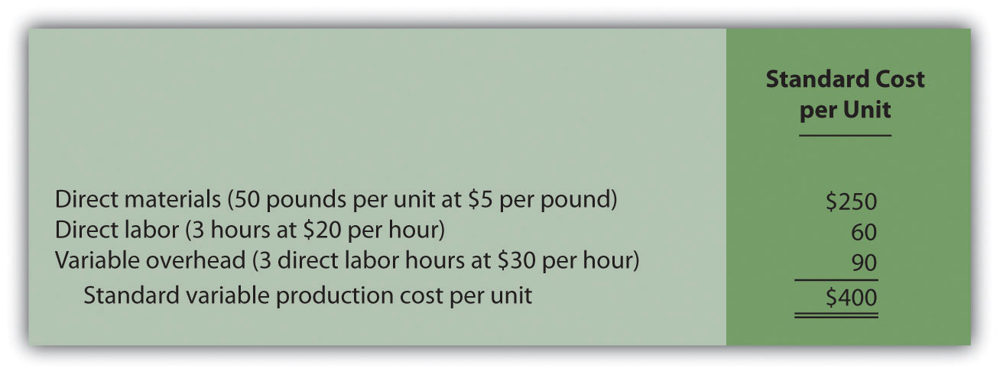 Standard Cost
per Unit
Direct materials (50 pounds per unit at $5 per pound) $250
Direct labor (3 hours at $20 per hour) 60
Variable overhead (3 direct labor hours at $30 per hour) 90
Standard variable production cost per unit $400